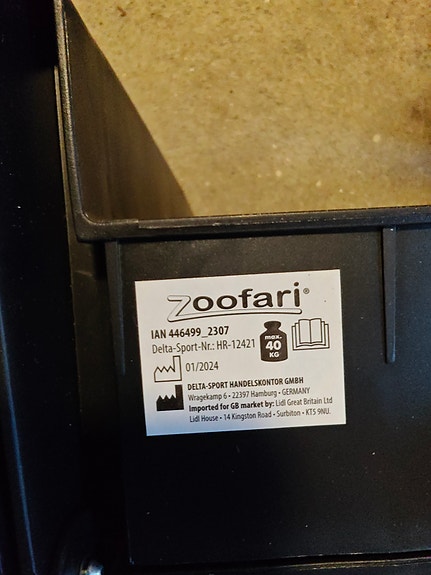 Zoofari®
IAN 446499_2307
Delta-Sport-Nr.: HR-12421
max.
40
KG
01/2024
DELTA-SPORT HANDELSKONTOR GMBH
Wragekamp 6 • 22397 Hamburg • GERMANY
Imported for GB market by: Lidl Great Britain Ltd
Lidl House • 14 Kingston Road • Surbiton • KT5 9NU.